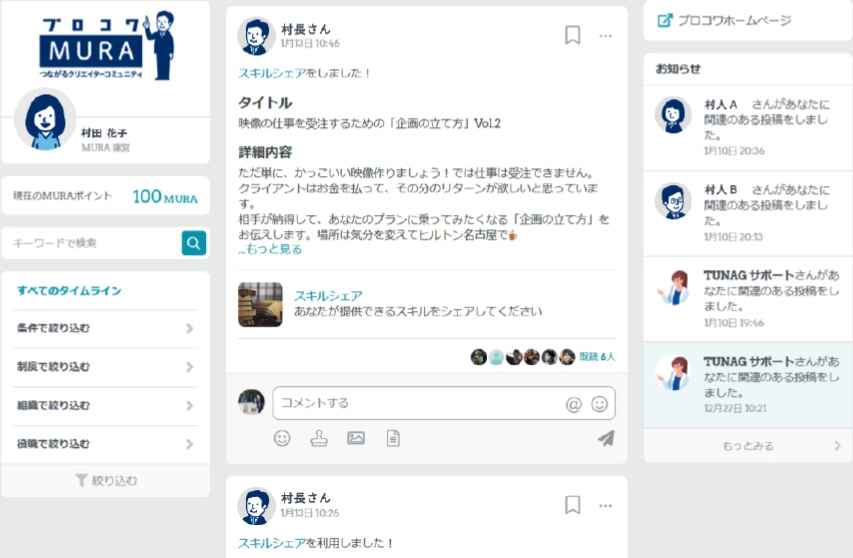 ブロコワ
MURA
つながるクリエイターコミュニティ
村田 花子
MURA 運営
現在のMURAポイント
100 MURA
キーワードで検索
すべてのタイムライン
条件で絞り込む
制度で絞り込む
組織で絞り込む
役職で絞り込む
絞り込む
村長さん
1月13日 10:46
スキルシェアをしました！
タイトル
映像の仕事を受注するための「企画の立て方」Vol.2
詳細内容
ただ単に、かっこいい映像作りましょう！では仕事は受注できません。
クライアントはお金を払って、その分のリターンが欲しいと思っていま
す。
相手が納得して、あなたのプランに乗ってみたくなる「企画の立て方」を
お伝えします。場所は気分を変えてヒルトン名古屋で☕
...もっと見る
スキルシェア
あなたが提供できるスキルをシェアしてください
既読 6人
コメントする
村長さん
1月13日 10:26
スキルシェアを利用しました！
ブロコワホームページ
お知らせ
村人A さんがあなたに
関連のある投稿をしまし
た。
1月10日 20:36
村人B さんがあなたに
関連のある投稿をしまし
た。
1月10日 20:13
TUNAG サポートさんがあ
なたに関連のある投稿をし
ました。
1月10日 19:46
TUNAG サポートさんがあ
なたに関連のある投稿をし
ました。
12月27日 10:21
もっとみる